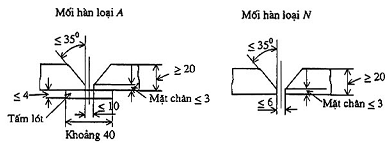 Mối hàn loại A
≤ 35⁰
≥ 20
≤ 4
≤ 10
Mặt chân ≤ 3
Tấm lót
Khoảng 40
Mối hàn loại N
≤ 35⁰
≥ 20
≤ 6
Mặt chân ≤ 3